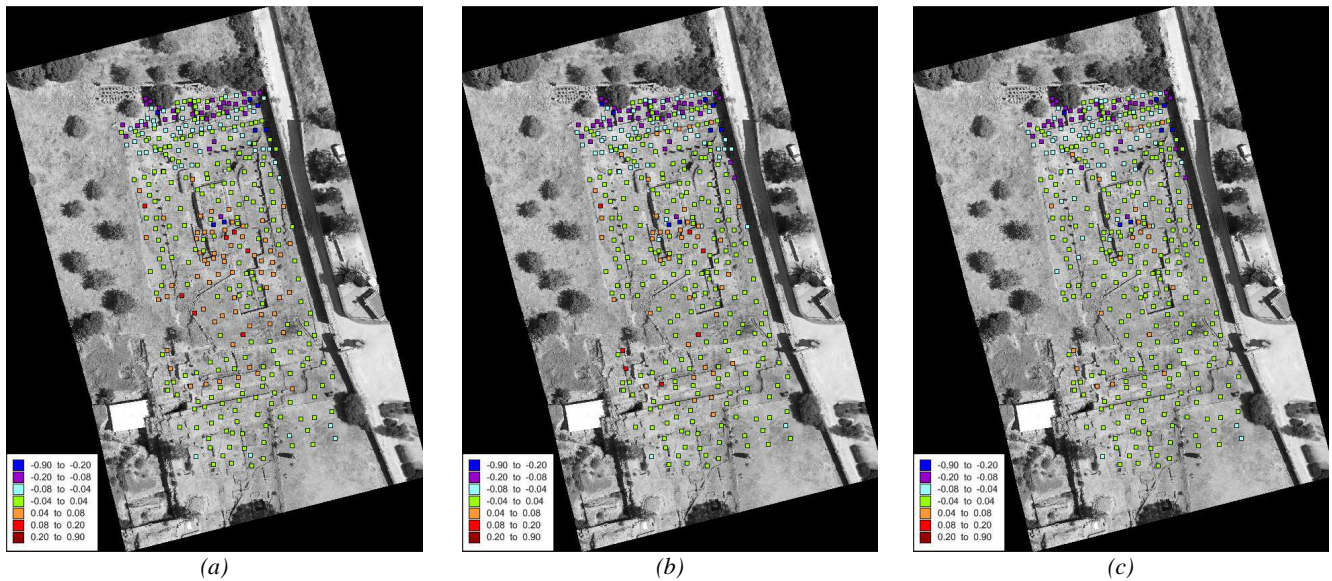 -0.90 to -0.20
-0.20 to -0.08
-0.08 to -0.04
-0.04 to 0.04
0.04 to 0.08
0.08 to 0.20
0.20 to 0.90
-0.90 to -0.20
-0.20 to -0.08
-0.08 to -0.04
-0.04 to 0.04
0.04 to 0.08
0.08 to 0.20
0.20 to 0.90
-0.90 to -0.20
-0.20 to -0.08
-0.08 to -0.04
-0.04 to 0.04
0.04 to 0.08
0.08 to 0.20
0.20 to 0.90
(a)
(b)
(c)